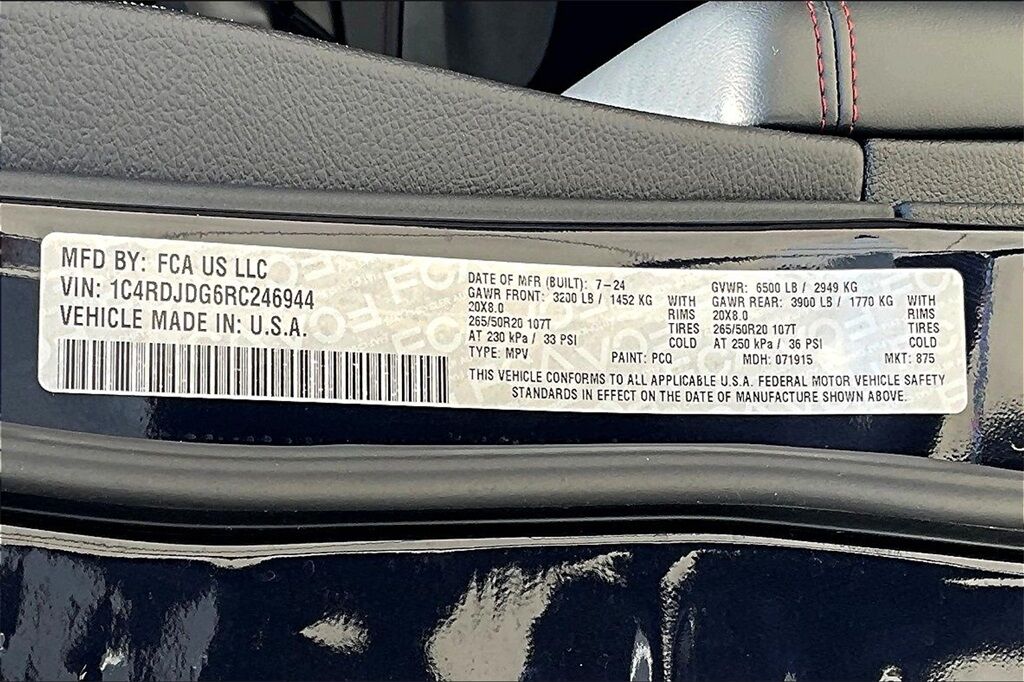 MFD BY: FCA US LLC
VIN: 1C4RDJDG6RC246944
VEHICLE MADE IN: U.S.A.
DATE OF MFR (BUILT): 7-24
GAWR FRONT: 3200 LB / 1452 KG WITH
20X8.0 RIMS
265/50R20 107T TIRES
AT 230 kPa / 33 PSI COLD
TYPE: MPV PAINT: PCQ
GVWR: 6500 LB / 2949 KG
GAWR REAR: 3900 LB / 1770 KG WITH
20X8.0 RIMS
265/50R20 107T TIRES
AT 250 kPa / 36 PSI COLD
MDH: 071915 MKT: 875
THIS VEHICLE CONFORMS TO ALL APPLICABLE U.S.A. FEDERAL MOTOR VEHICLE SAFETY
STANDARDS IN EFFECT ON THE DATE OF MANUFACTURE SHOWN ABOVE.